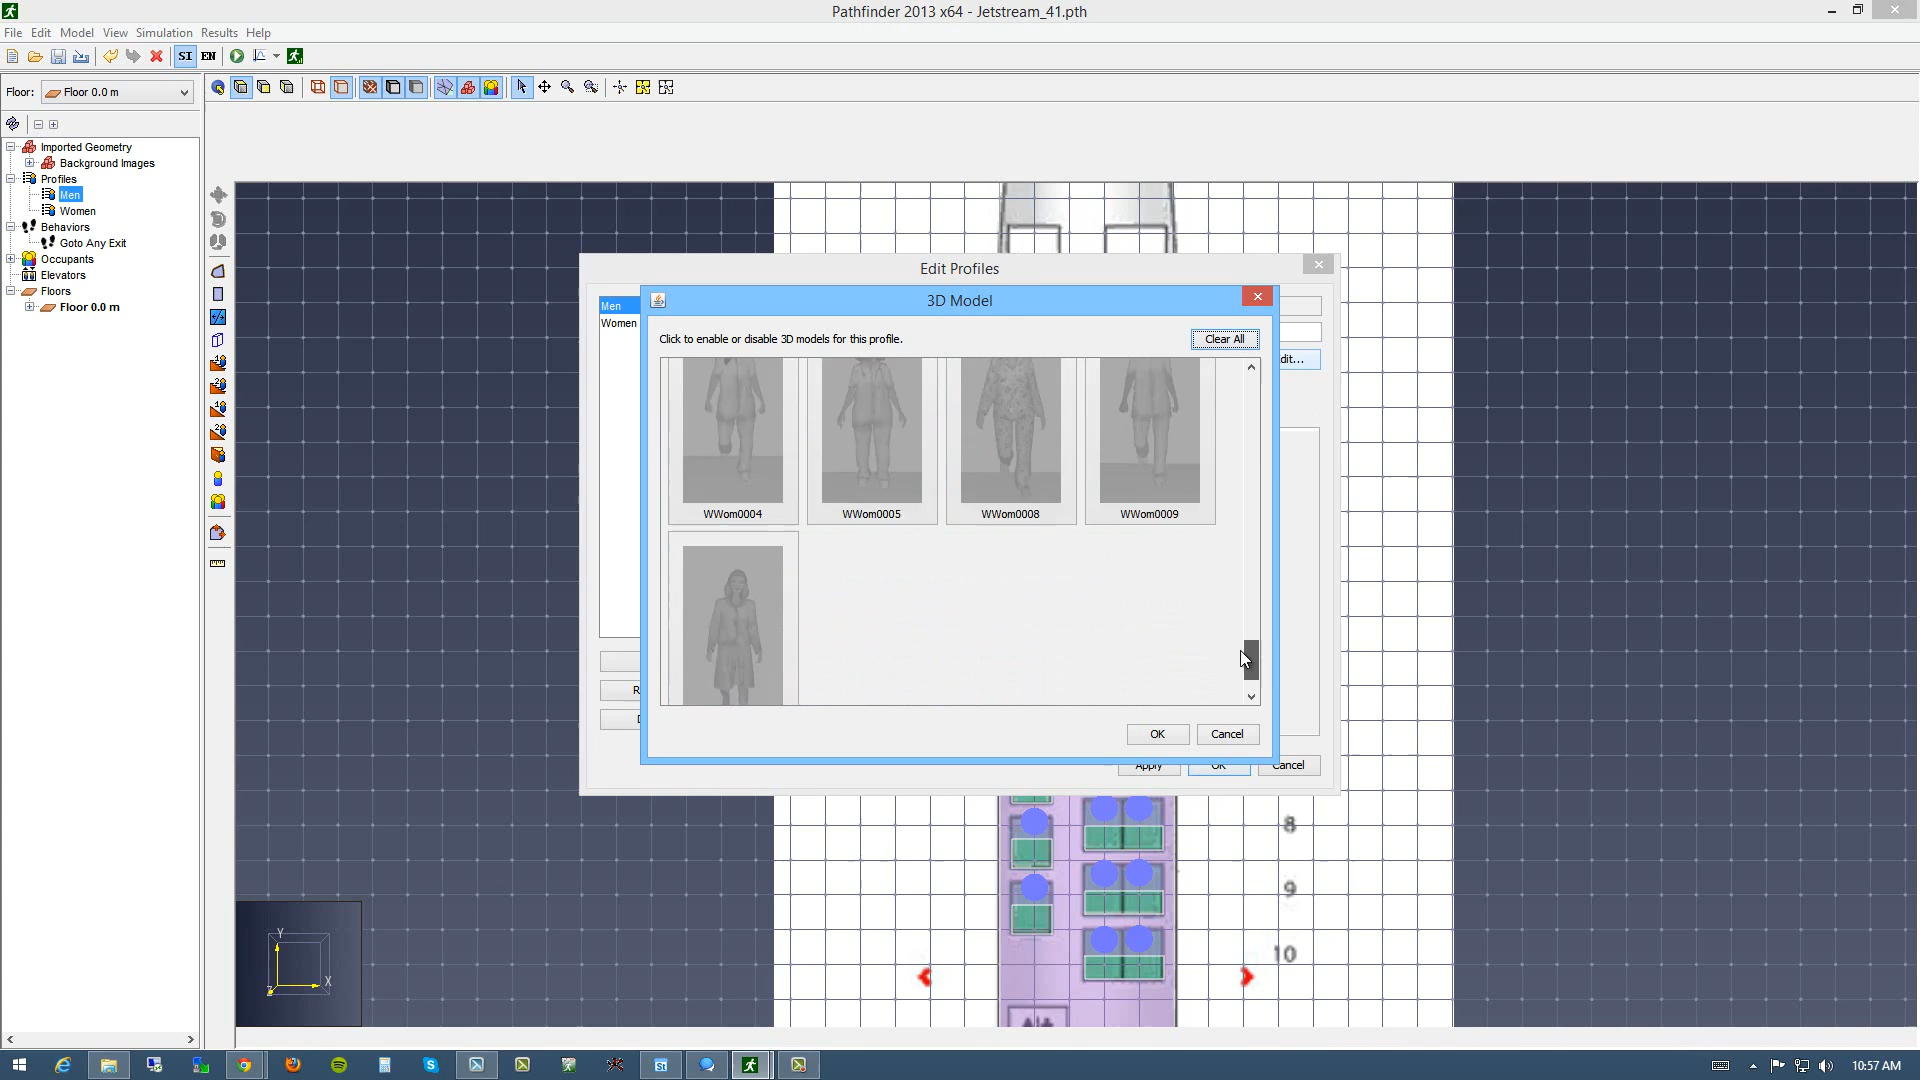 Pathfinder 2013 x64 - Jetstream_41.pth
File Edit Model View Simulation Results Help
SI EN
Floor: Floor 0.0 m
Imported Geometry
Background Images
Profiles
Men
Women
Behaviors
Goto Any Exit
Occupants
Elevators
Floors
Floor 0.0 m
Edit Profiles
Men
Women
dit...
3D Model
Click to enable or disable 3D models for this profile.
Clear All
WWom0004 WWom0005 WWom0008 WWom0009
OK Cancel
Apply OK Cancel
8
9
10
Y
X
Z
10:57 AM